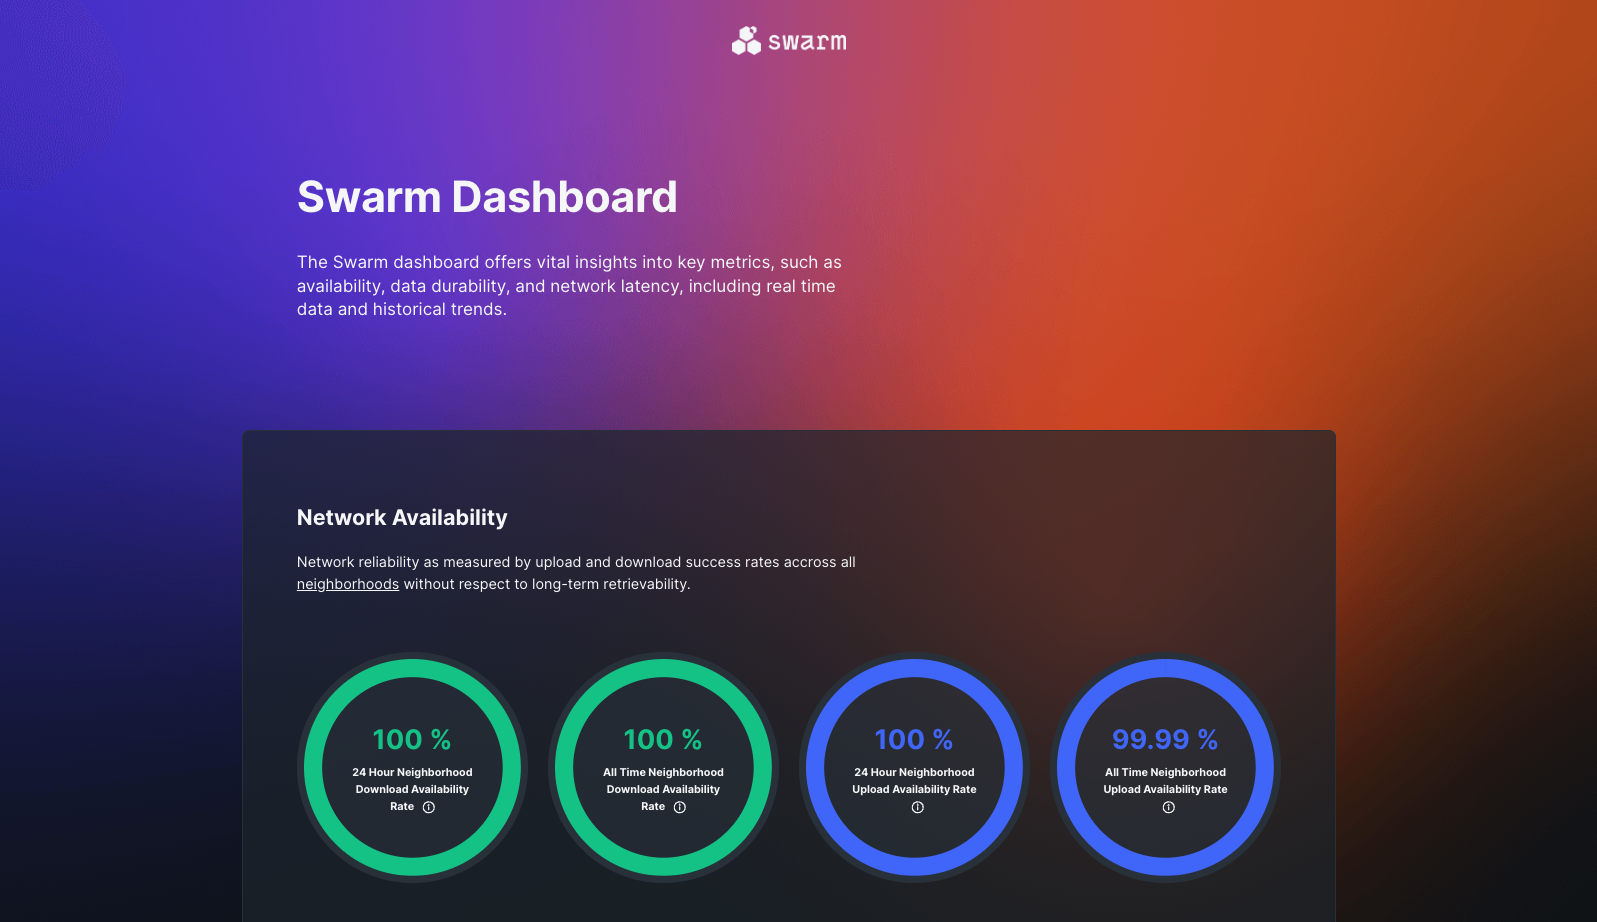 swarm
Swarm Dashboard
The Swarm dashboard offers vital insights into key metrics, such as
availability, data durability, and network latency, including real time
data and historical trends.
Network Availability
Network reliability as measured by upload and download success rates accross all
neighborhoods without respect to long-term retrievability.
100 %
24 Hour Neighborhood
Download Availability
Rate
100 %
All Time Neighborhood
Download Availability
Rate
100 %
24 Hour Neighborhood
Upload Availability Rate
99.99 %
All Time Neighborhood
Upload Availability Rate